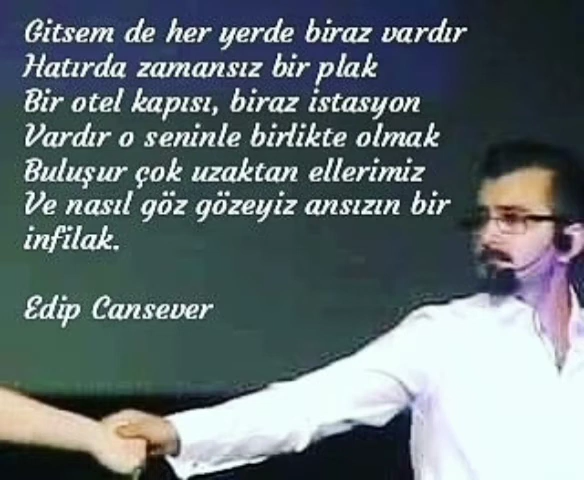 Gitsem de her yerde biraz vardır
Hatırda zamansız bir plak
Bir otel kapısı, biraz istasyon
Vardır o seninle birlikte olmak
Buluşur çok uzaktan ellerimiz
Ve nasıl göz gözeyiz ansızın bir
infilak.
Edip Cansever